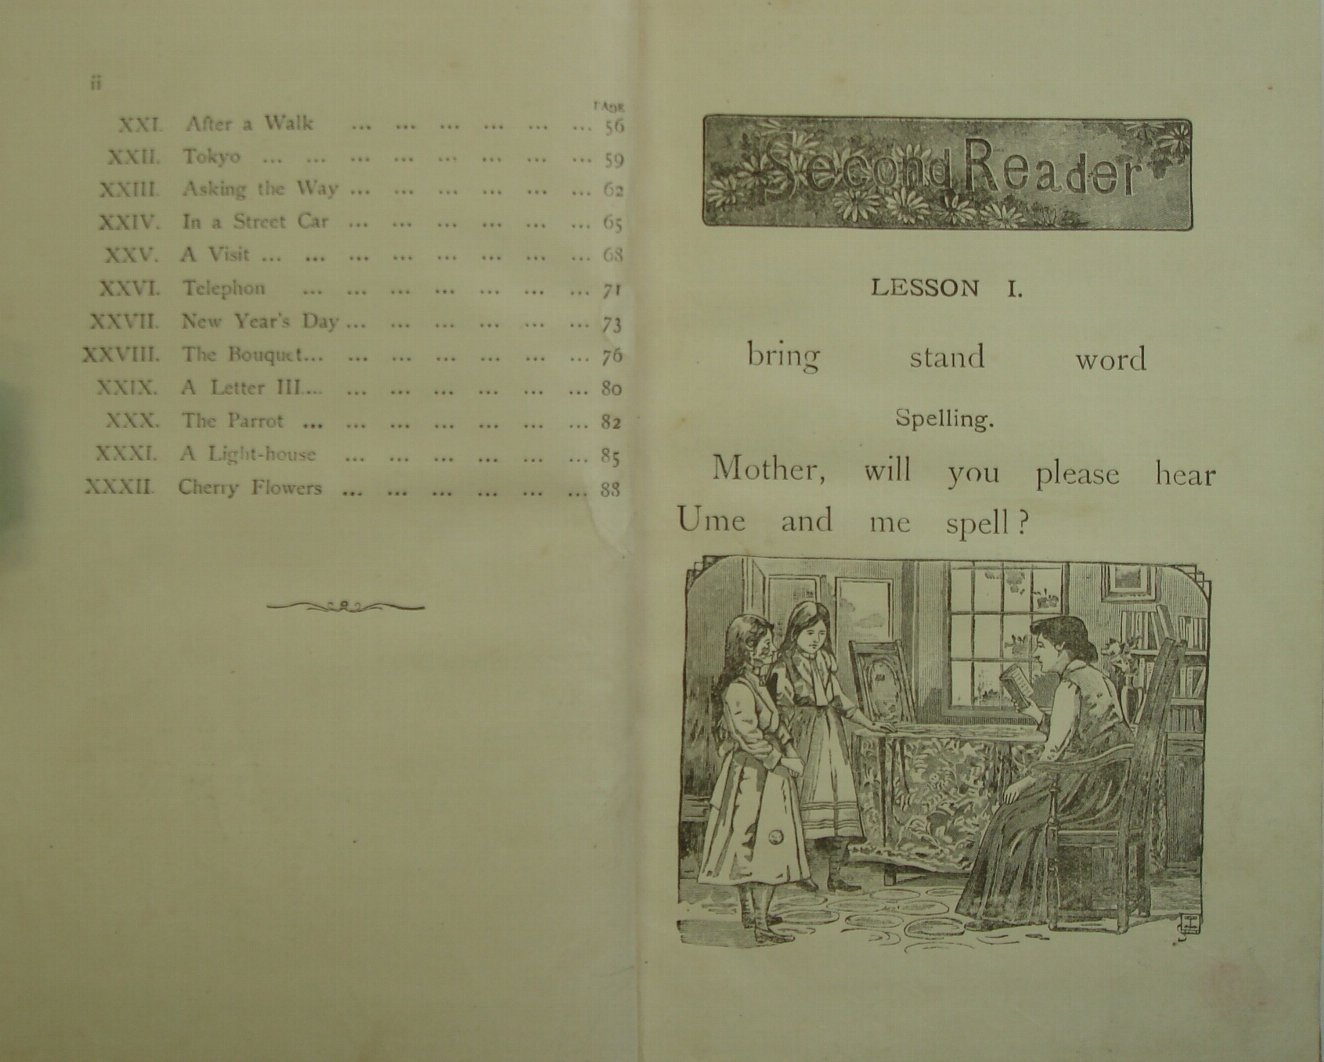 ii
PAGE
XXI. After a Walk ... ... ... ... ... ... 56
XXII. Tokyo ... ... ... ... ... ... ... ... 59
XXIII. Asking the Way ... ... ... ... ... ... 62
XXIV. In a Street Car ... ... ... ... ... ... 65
XXV. A Visit ... ... ... ... ... ... ... ... 68
XXVI. Telephon ... ... ... ... ... ... ... 71
XXVII. New Year's Day ... ... ... ... ... ... 73
XXVIII. The Bouquet... ... ... ... ... ... ... 76
XXIX. A Letter III... ... ... ... ... ... ... 80
XXX. The Parrot ... ... ... ... ... ... ... 82
XXXI. A Light-house ... ... ... ... ... ... 85
XXXII. Cherry Flowers ... ... ... ... ... ... 88
Second Reader
LESSON I.
bring stand word
Spelling.
Mother, will you please hear
Ume and me spell?